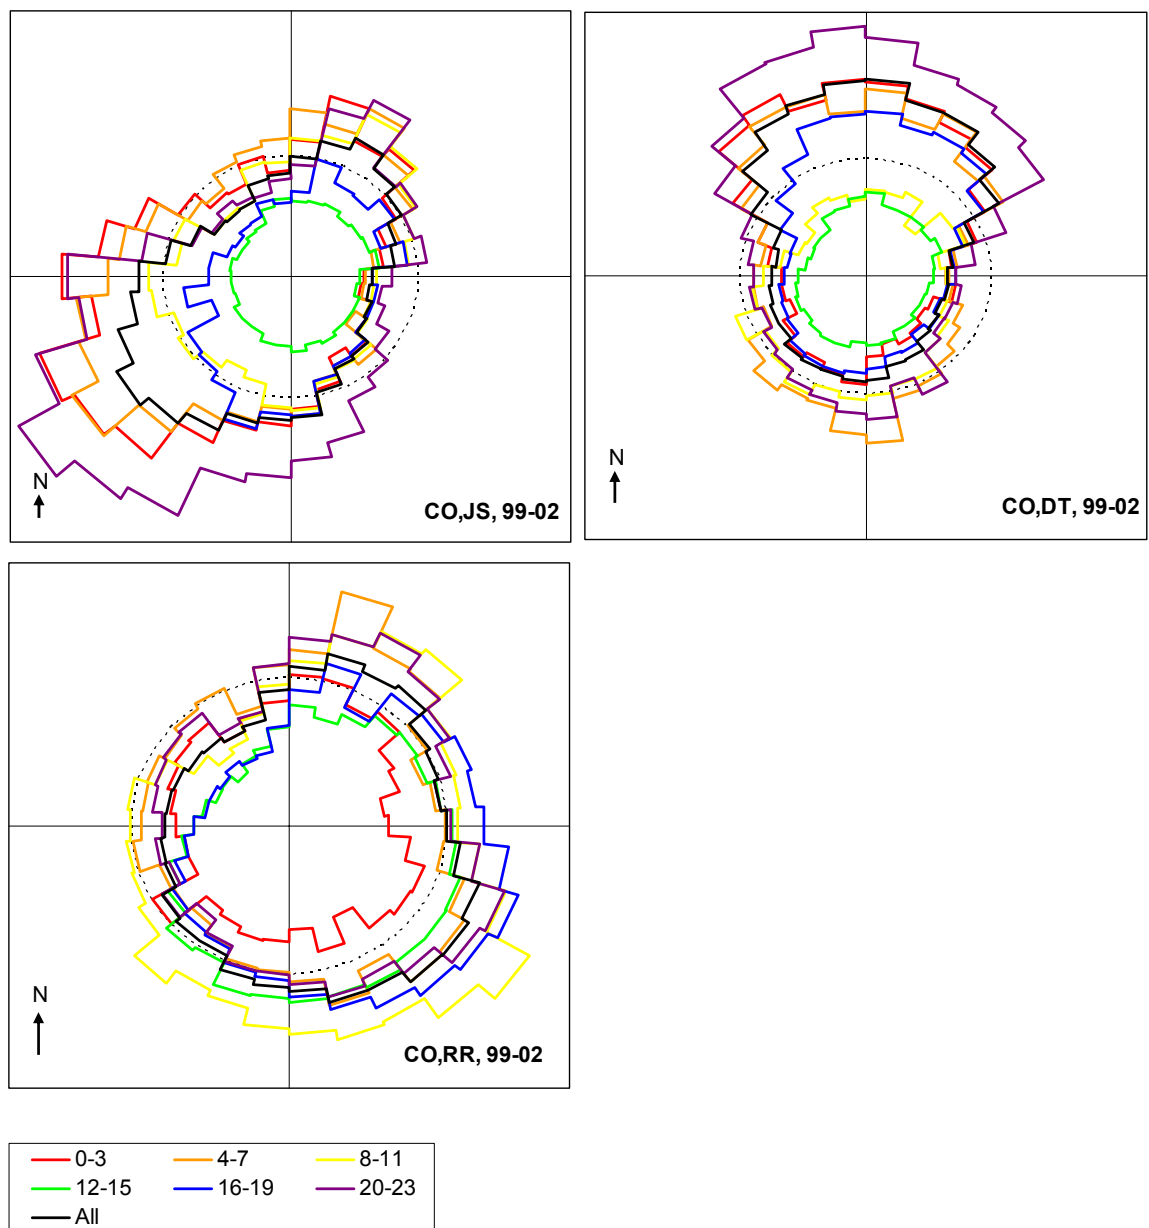 N
CO,JS, 99-02
N
CO,DT, 99-02
N
CO,RR, 99-02
0-3 4-7 8-11
12-15 16-19 20-23
All